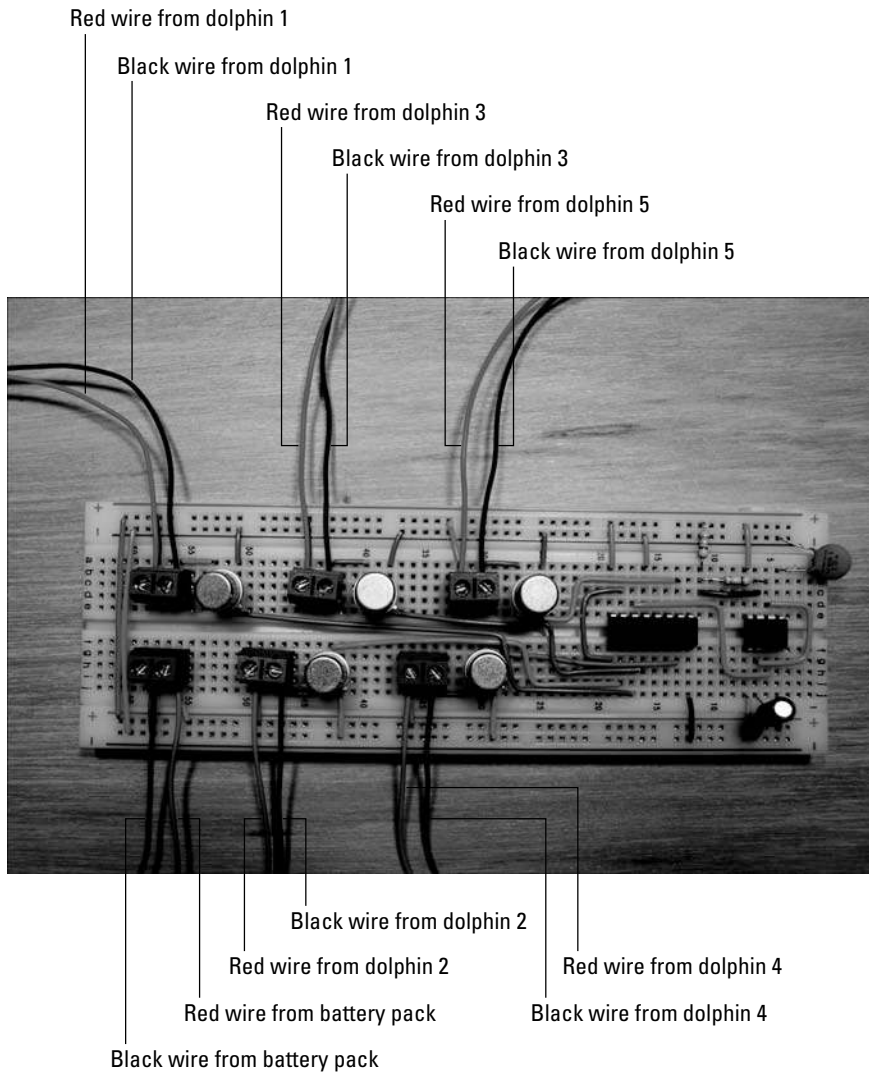 Red wire from dolphin 1
Black wire from dolphin 1
Red wire from dolphin 3
Black wire from dolphin 3
Red wire from dolphin 5
Black wire from dolphin 5
Black wire from dolphin 2
Red wire from dolphin 2
Red wire from dolphin 4
Red wire from battery pack
Black wire from dolphin 4
Black wire from battery pack